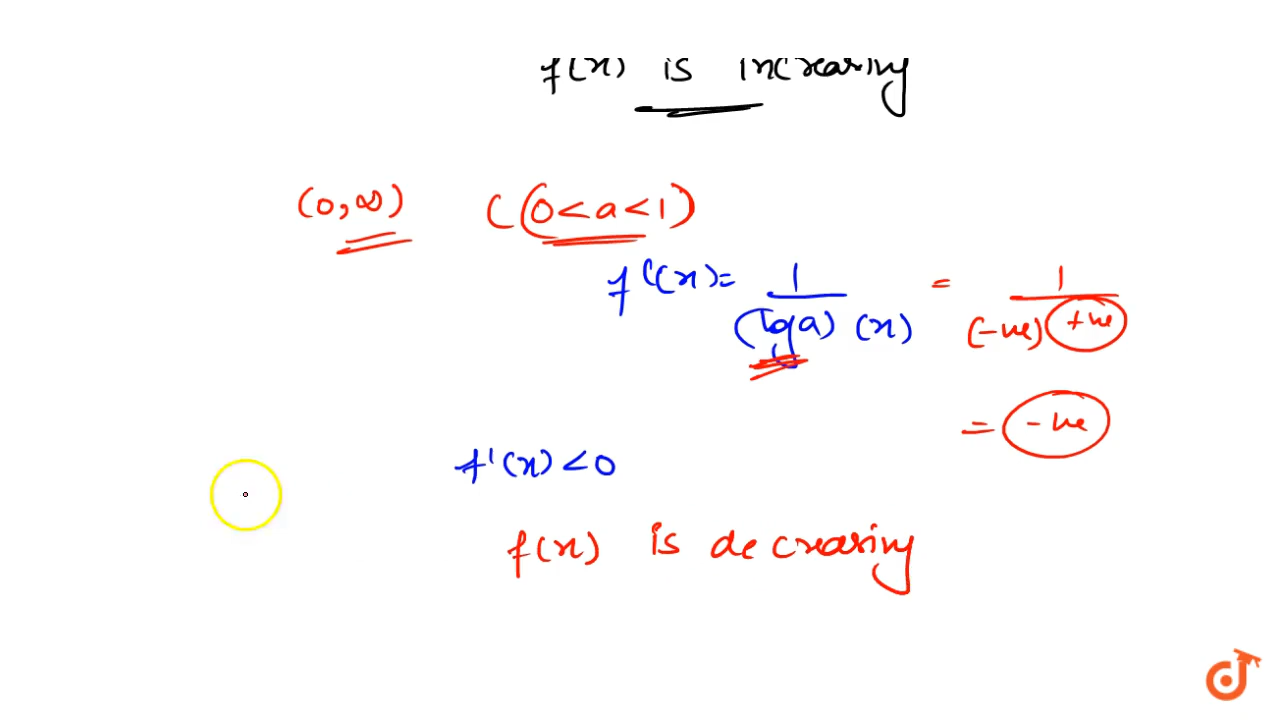 f(x) is increasing
(0,∞) ((0<a<1)
f'(x)= 1/((log a) (x)) = 1/((-ve) +ve)
= -ve
f'(x) <0
f(x) is decreasing